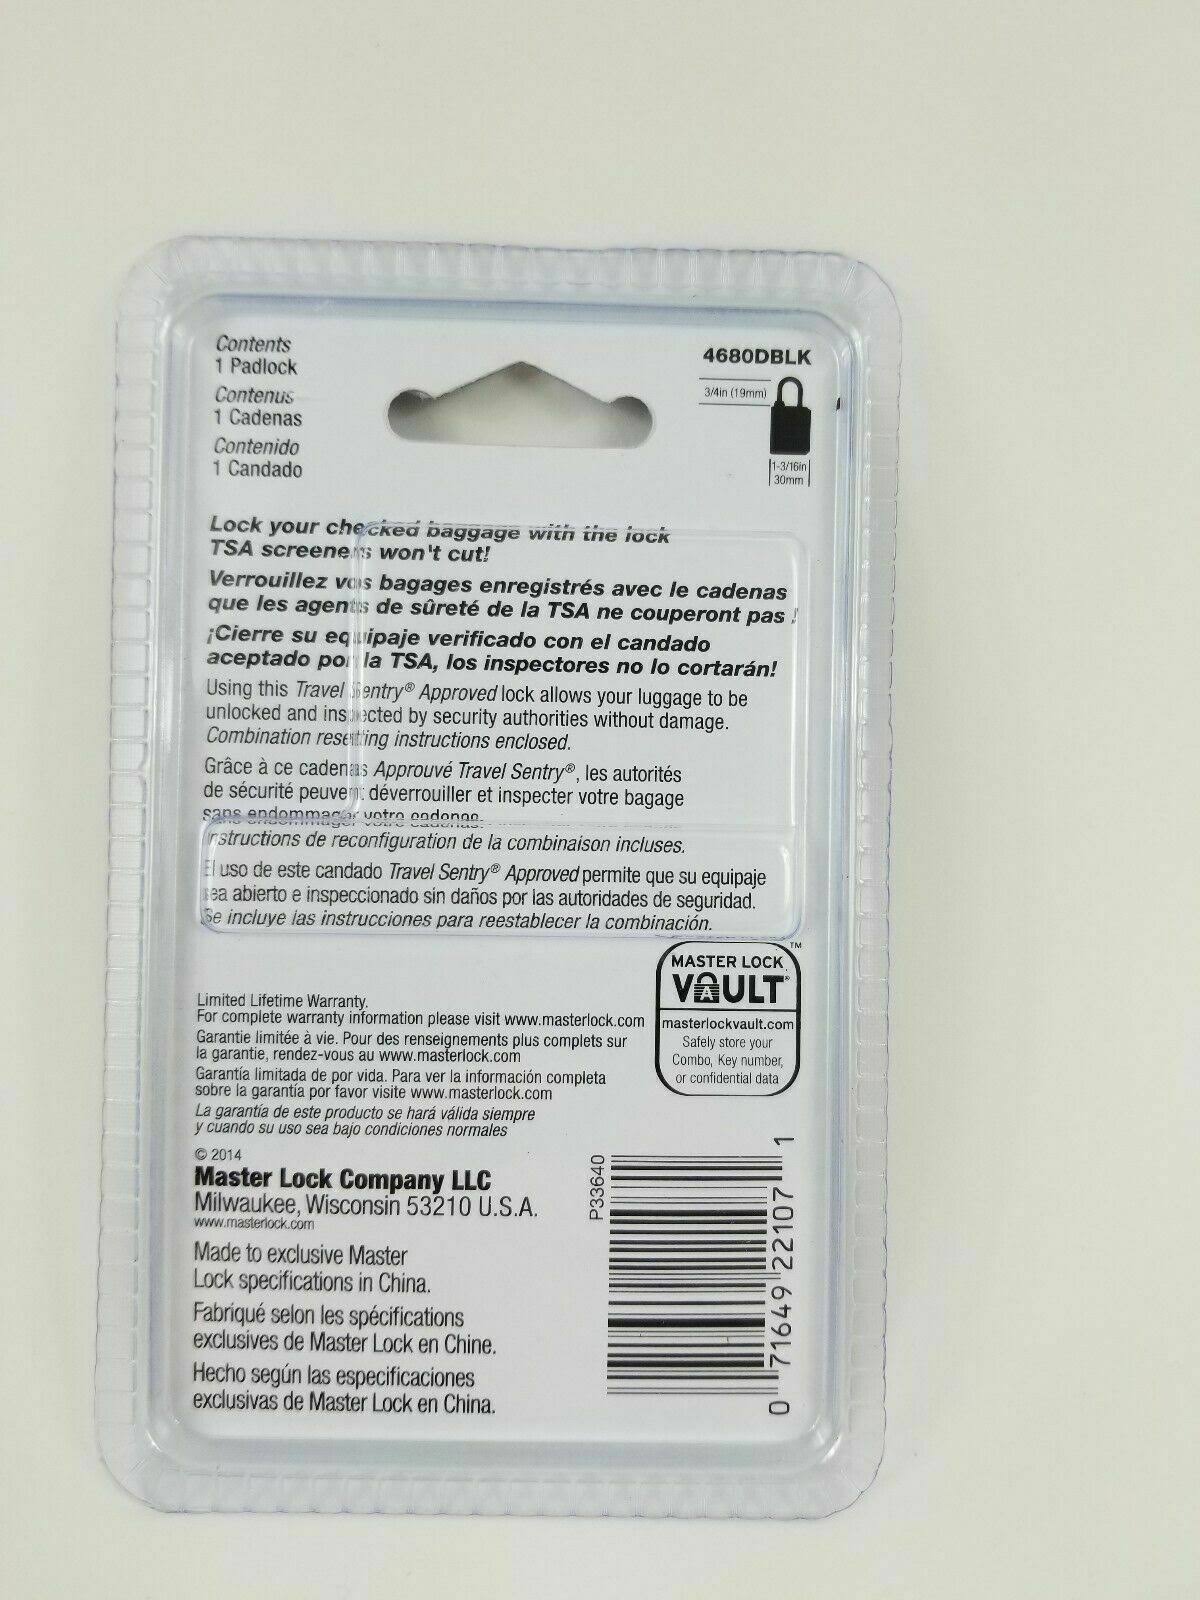 Contents
1 Padlock
Contenus
1 Cadenas
Contenido
1 Candado
4680DBLK
3/4in (19mm)
1-3/16in
30mm
Lock your checked baggage with the lock
TSA screeners won't cut!
Verrouillez vos bagages enregistrés avec le cadenas
que les agents de sûreté de la TSA ne couperont pas !
¡Cierre su equipaje verificado con el candado
aceptado por la TSA, los inspectores no lo cortarán!
Using this Travel Sentry® Approved lock allows your luggage to be
unlocked and inspected by security authorities without damage.
Combination resetting instructions enclosed.
Grâce à ce cadenas Approuvé Travel Sentry®, les autorités
de sécurité peuvent déverrouiller et inspecter votre bagage
sans endommager votre cadenas.
Instructions de reconfiguration de la combinaison incluses.
El uso de este candado Travel Sentry® Approved permite que su equipaje
sea abierto e inspeccionado sin daños por las autoridades de seguridad.
Se incluye las instrucciones para reestablecer la combinación.
MASTER LOCK ™
VAULT®
masterlockvault.com
Safely store your
Combo, Key number,
or confidential data
Limited Lifetime Warranty.
For complete warranty information please visit www.masterlock.com
Garantie limitée à vie. Pour des renseignements plus complets sur
la garantie, rendez-vous au www.masterlock.com
Garantía limitada de por vida. Para ver la información completa
sobre la garantía por favor visite www.masterlock.com
La garantía de este producto se hará válida siempre
y cuando su uso sea bajo condiciones normales
© 2014
Master Lock Company LLC
Milwaukee, Wisconsin 53210 U.S.A.
www.masterlock.com
Made to exclusive Master
Lock specifications in China.
Fabriqué selon les spécifications
exclusives de Master Lock en Chine.
Hecho según las especificaciones
exclusivas de Master Lock en China.
P33640
0 71649 22107 1